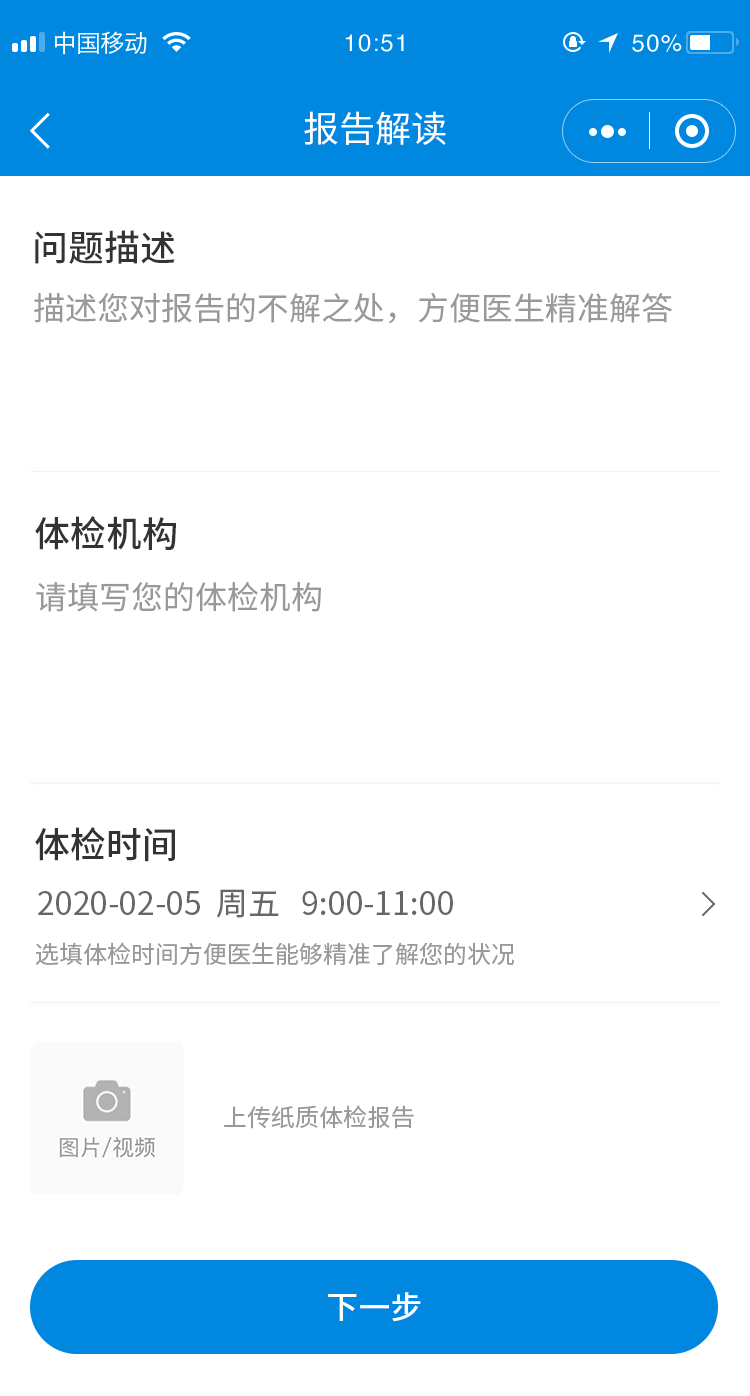 中国移动 10:51 50%
报告解读
问题描述
描述您对报告的不解之处，方便医生精准解答
体检机构
请填写您的体检机构
体检时间
2020-02-05 周五 9:00-11:00
选填体检时间方便医生能够精准了解您的状况
图片/视频
上传纸质体检报告
下一步